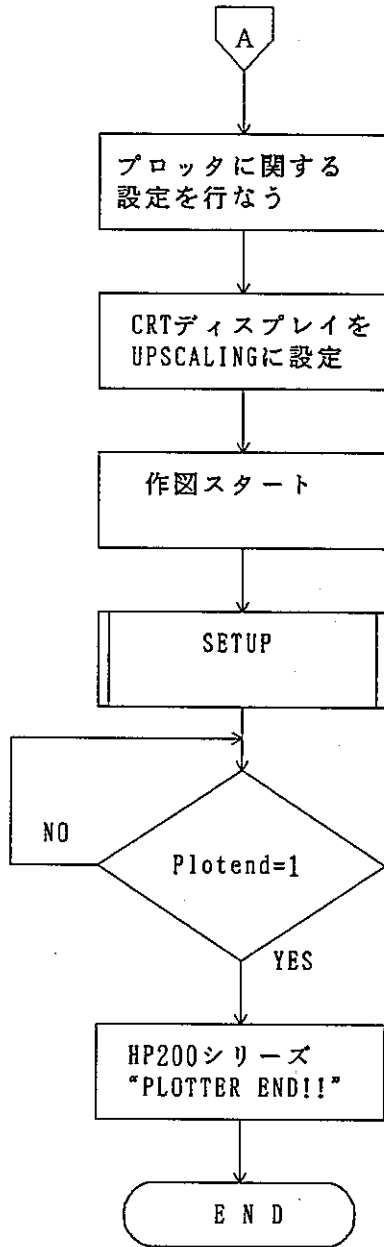 A
プロッタに関する
設定を行なう
CRTディスプレイを
UPSCALINGに設定
作図スタート
SETUP
NO
Plotend=1
YES
HP200シリーズ
“PLOTTER END!!”
E N D